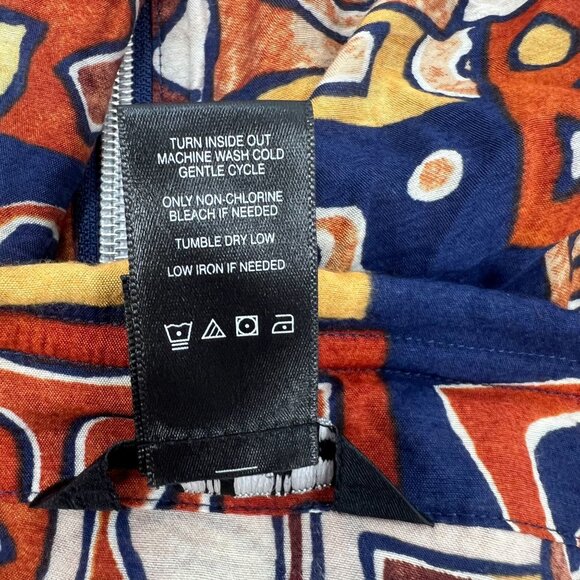 TURN INSIDE OUT
MACHINE WASH COLD
GENTLE CYCLE
ONLY NON-CHLORINE
BLEACH IF NEEDED
TUMBLE DRY LOW
LOW IRON IF NEEDED